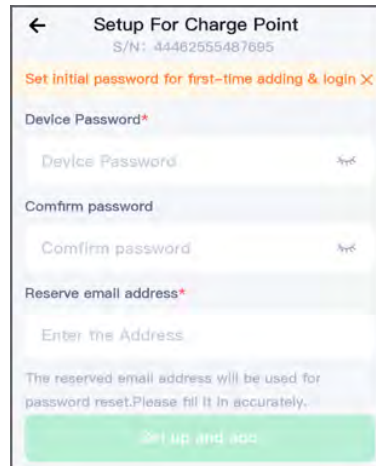 Setup For Charge Point
S/N: 44462555487695
Set initial password for first-time adding & login ×
Device Password*
Device Password
Comfirm password
Comfirm password
Reserve email address*
Enter the Address
The reserved email address will be used for
password reset.Please fill it in accurately.
Set up and add